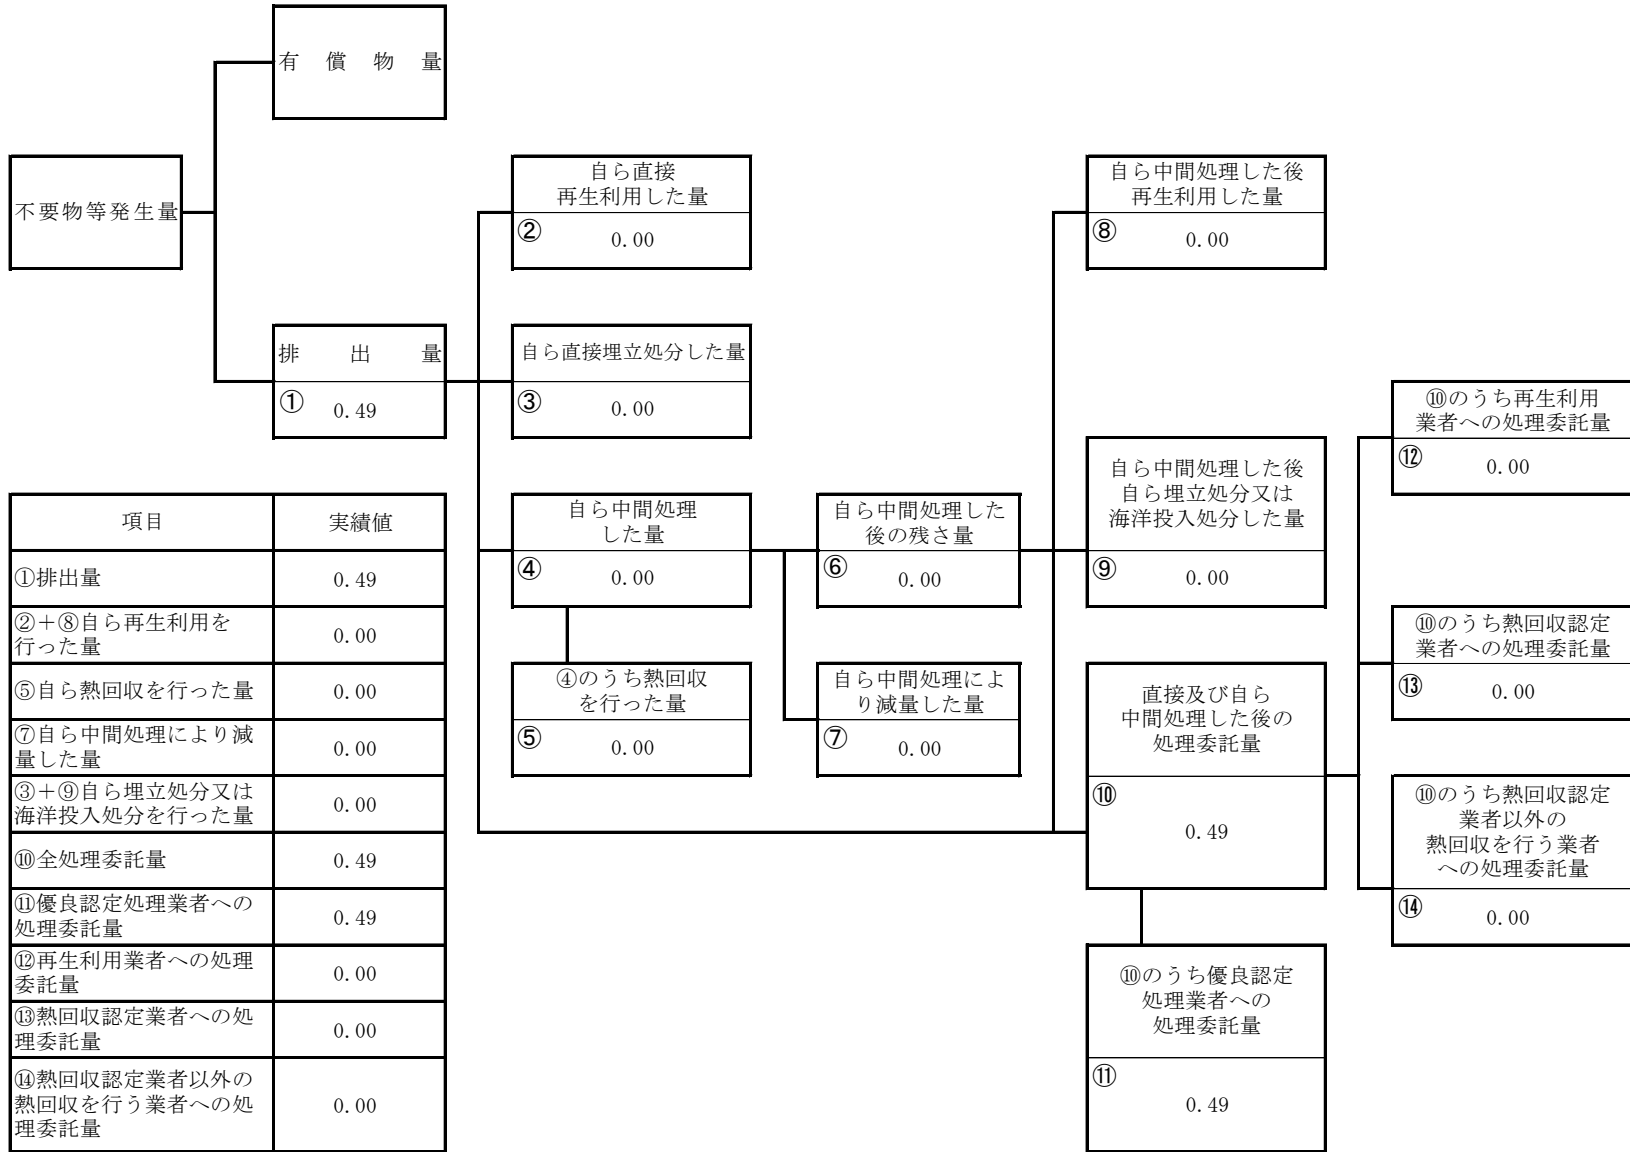 有償物量
不要物等発生量
排出量
① 0.49
自ら直接
再生利用した量
② 0.00
自ら直接埋立処分した量
③ 0.00
自ら中間処理
した量
④ 0.00
④のうち熱回収
を行った量
⑤ 0.00
自ら中間処理した
後の残さ量
⑥ 0.00
自ら中間処理によ
り減量した量
⑦ 0.00
自ら中間処理した後
再生利用した量
⑧ 0.00
自ら中間処理した後
自ら埋立処分又は
海洋投入処分した量
⑨ 0.00
直接及び自ら
中間処理した後の
処理委託量
⑩
0.49
⑩のうち優良認定
処理業者への
処理委託量
⑪
0.49
⑩のうち再生利用
業者への処理委託量
⑫ 0.00
⑩のうち熱回収認定
業者への処理委託量
⑬ 0.00
⑩のうち熱回収認定
業者以外の
熱回収を行う業者
への処理委託量
⑭ 0.00
項目 実績値
①排出量 0.49
②＋⑧自ら再生利用を
行った量 0.00
⑤自ら熱回収を行った量 0.00
⑦自ら中間処理により減
量した量 0.00
③＋⑨自ら埋立処分又は
海洋投入処分を行った量 0.00
⑩全処理委託量 0.49
⑪優良認定処理業者への
処理委託量 0.49
⑫再生利用業者への処理
委託量 0.00
⑬熱回収認定業者への処
理委託量 0.00
⑭熱回収認定業者以外の
熱回収を行う業者への処
理委託量 0.00